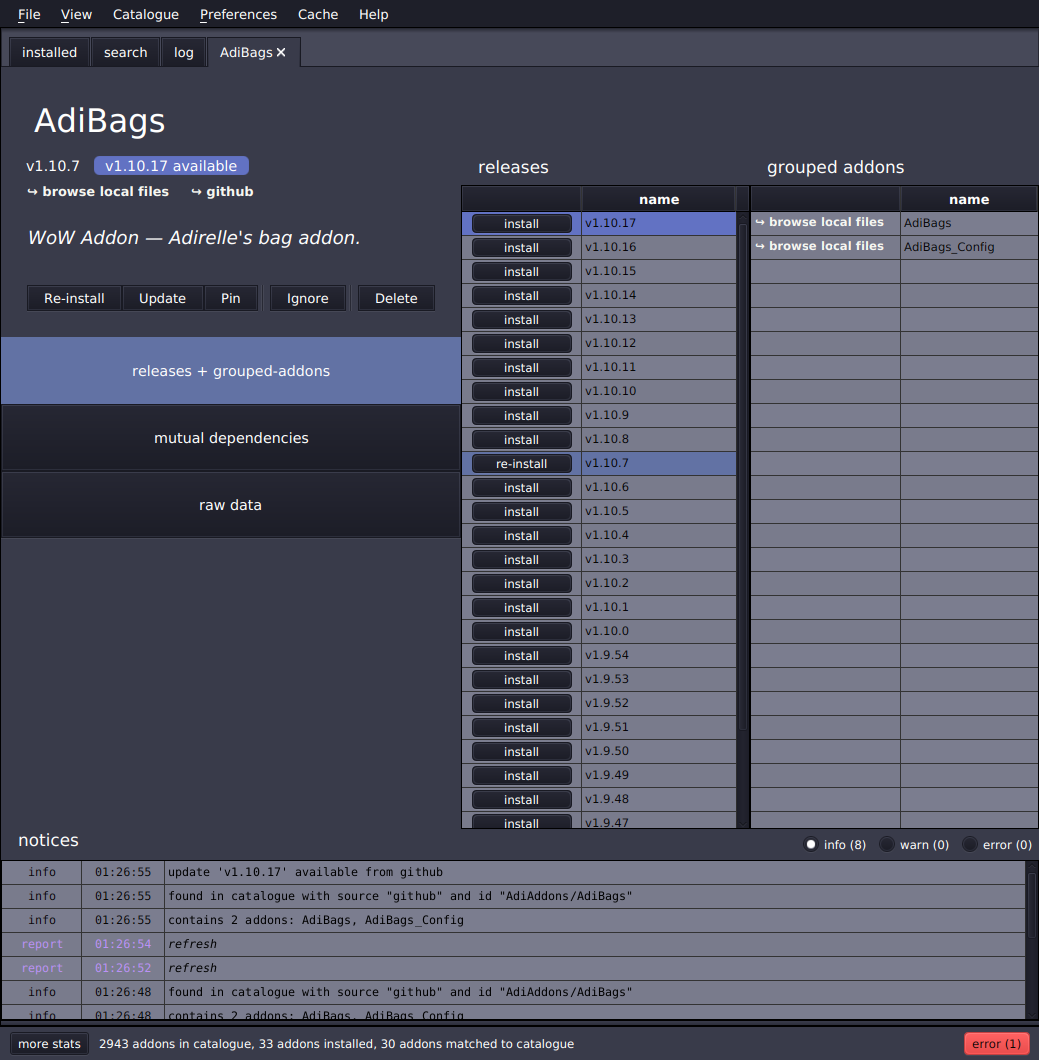 File View Catalogue Preferences Cache Help
installed search log AdiBags ✕
AdiBags
v1.10.7 v1.10.17 available
↪ browse local files ↪ github
WoW Addon — Adirelle's bag addon.
Re-install Update Pin Ignore Delete
releases + grouped-addons
mutual dependencies
raw data
releases
name
install v1.10.17
install v1.10.16
install v1.10.15
install v1.10.14
install v1.10.13
install v1.10.12
install v1.10.11
install v1.10.10
install v1.10.9
install v1.10.8
re-install v1.10.7
install v1.10.6
install v1.10.5
install v1.10.4
install v1.10.3
install v1.10.2
install v1.10.1
install v1.10.0
install v1.9.54
install v1.9.53
install v1.9.52
install v1.9.51
install v1.9.50
install v1.9.49
install v1.9.48
install v1.9.47
grouped addons
name
↪ browse local files AdiBags
↪ browse local files AdiBags_Config
notices
info (8) warn (0) error (0)
info 01:26:55 update 'v1.10.17' available from github
info 01:26:55 found in catalogue with source "github" and id "AdiAddons/AdiBags"
info 01:26:55 contains 2 addons: AdiBags, AdiBags_Config
report 01:26:54 refresh
report 01:26:52 refresh
info 01:26:48 found in catalogue with source "github" and id "AdiAddons/AdiBags"
info 01:26:48 contains 2 addons: AdiBags, AdiBags_Config
more stats 2943 addons in catalogue, 33 addons installed, 30 addons matched to catalogue error (1)